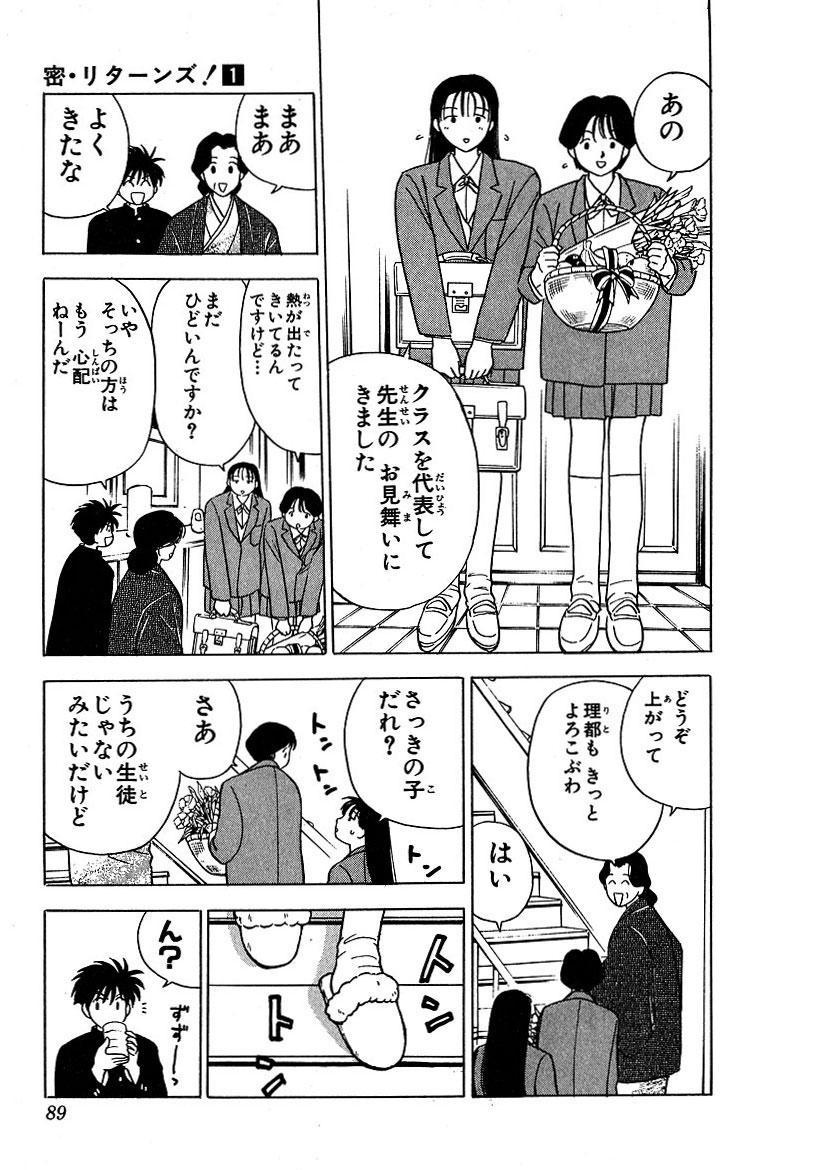 密・リターンズ！ 1
あの
クラスを代表して
先生の お見舞いに
きました
まあ
まあ
よく
きたな
熱が出たって
きいてるん
ですけど…
まだ
ひどいんですか？
いや
そっちの方は
もう 心配
ねーんだ
どうぞ
上がって
理都も きっと
よろこぶわ
はい
さっきの子
だれ？
トン
トン
トン
さあ
うちの生徒
じゃない
みたいだけど
トン
トン
ん？
ずずーっ
89